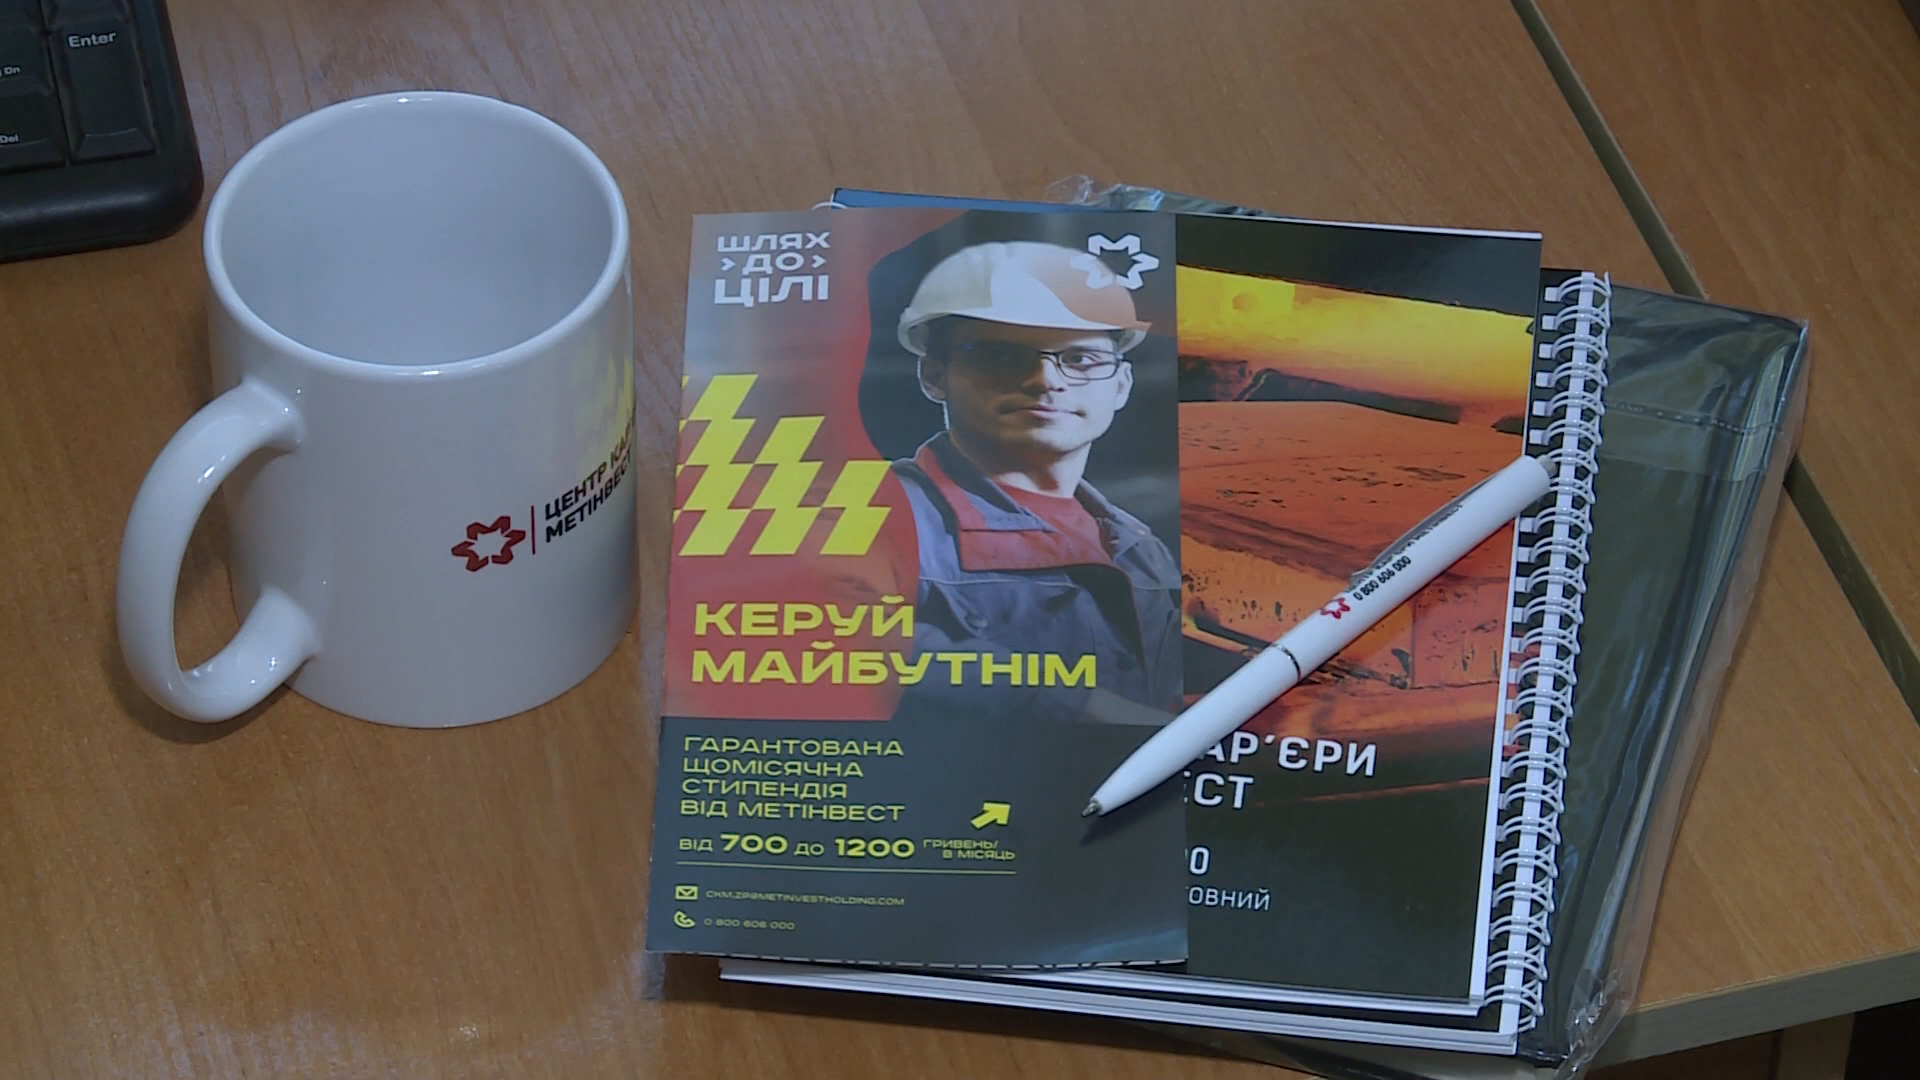 Enter
Del
ЦЕНТР КАР
МЕТІНВЕСТ
ШЛЯХ
>ДО>
ЦІЛІ
КЕРУЙ
МАЙБУТНІМ
ГАРАНТОВАНА
ЩОМІСЯЧНА
СТИПЕНДІЯ
ВІД МЕТІНВЕСТ
ВІД 700 ДО 1200 ГРИВЕНЬ/
В МІСЯЦЬ
CKM.ZP@METINVESTHOLDING.COM
0 800 606 000
0 800 606 000
АР’ЄРИ
ЕСТ
ОВНИЙ